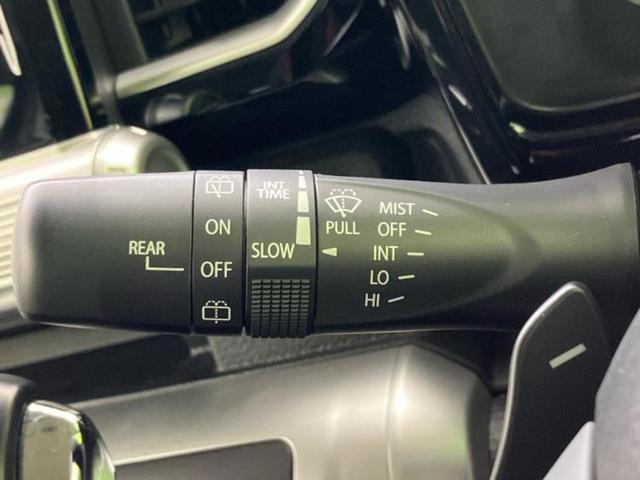 REAR
ON
OFF
INT
TIME
SLOW
PULL
MIST
OFF
INT
LO
HI